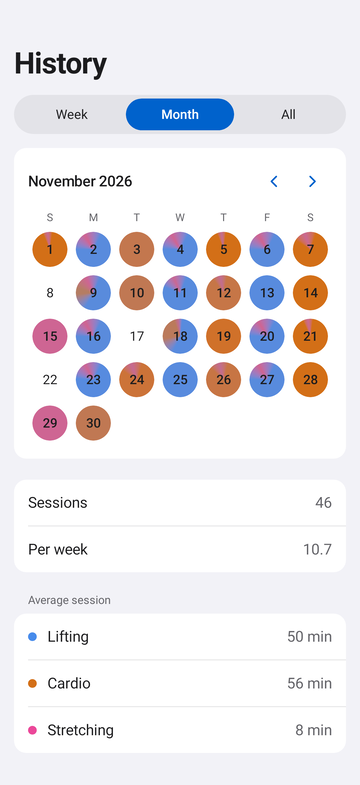 History
Week Month All
November 2026
S M T W T F S
1 2 3 4 5 6 7
8 9 10 11 12 13 14
15 16 17 18 19 20 21
22 23 24 25 26 27 28
29 30
Sessions 46
Per week 10.7
Average session
Lifting 50 min
Cardio 56 min
Stretching 8 min